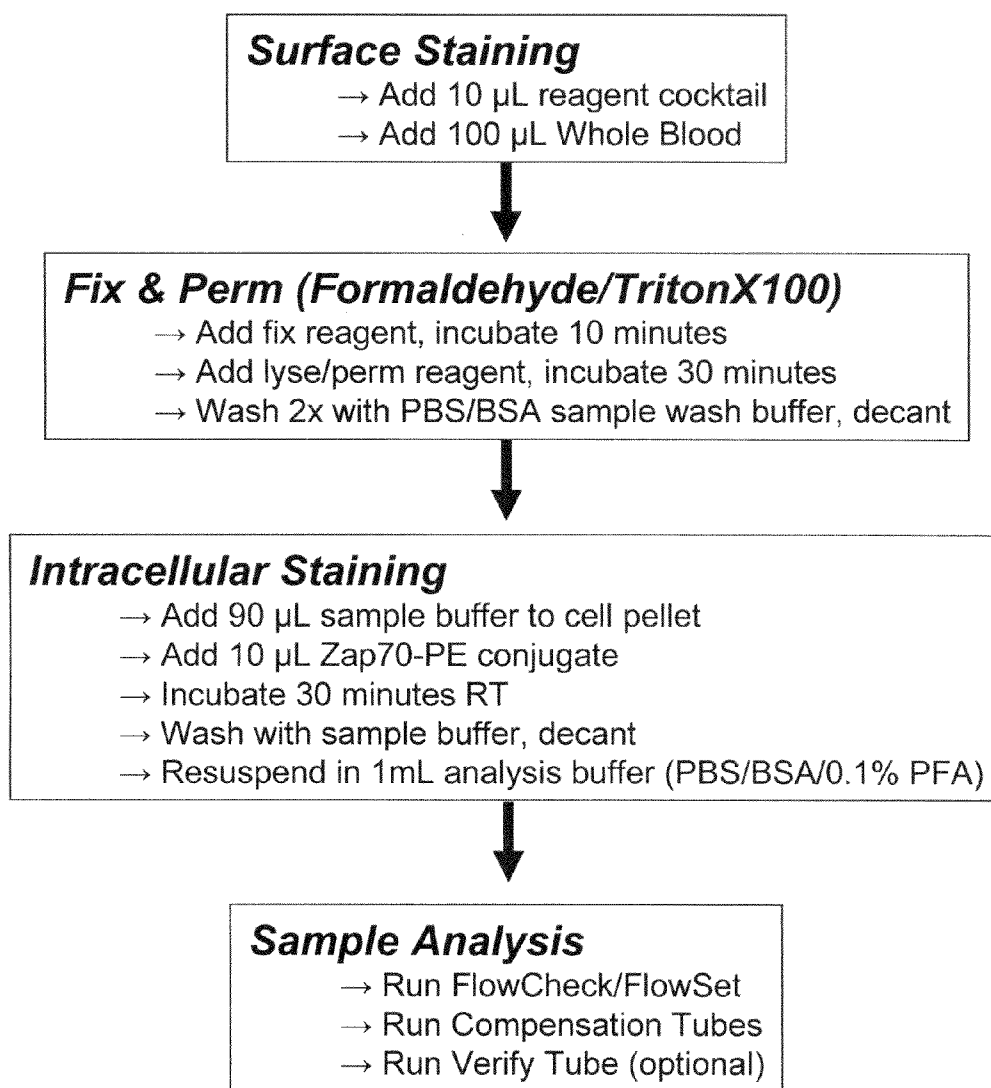 Surface Staining
→ Add 10 µL reagent cocktail
→ Add 100 µL Whole Blood
Fix & Perm (Formaldehyde/TritonX100)
→ Add fix reagent, incubate 10 minutes
→ Add lyse/perm reagent, incubate 30 minutes
→ Wash 2x with PBS/BSA sample wash buffer, decant
Intracellular Staining
→ Add 90 µL sample buffer to cell pellet
→ Add 10 µL Zap70-PE conjugate
→ Incubate 30 minutes RT
→ Wash with sample buffer, decant
→ Resuspend in 1mL analysis buffer (PBS/BSA/0.1% PFA)
Sample Analysis
→ Run FlowCheck/FlowSet
→ Run Compensation Tubes
→ Run Verify Tube (optional)